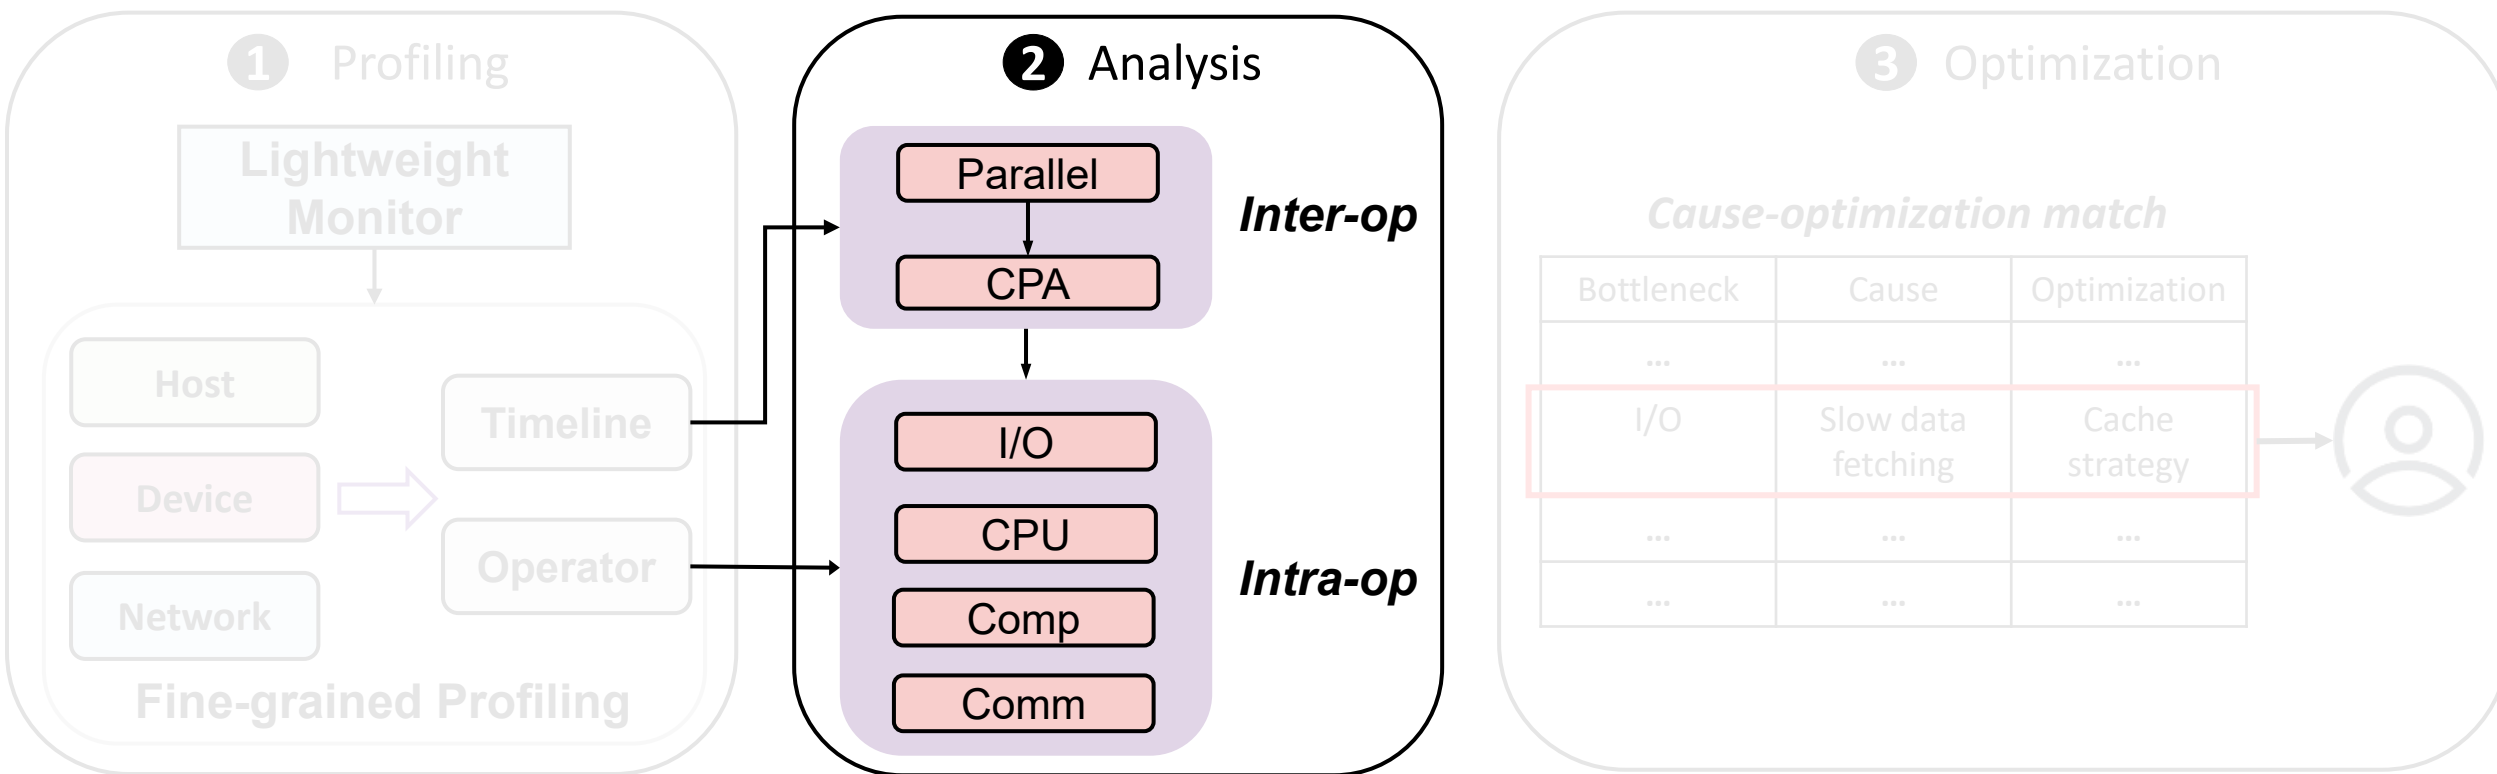 1 Profiling
Lightweight
Monitor
Host
Device
Network
Timeline
Operator
Fine-grained Profiling
2 Analysis
Parallel
CPA
Inter-op
I/O
CPU
Comp
Comm
Intra-op
3 Optimization
Cause-optimization match
Bottleneck Cause Optimization
... ... ...
I/O Slow data Cache
fetching strategy
... ... ...
... ... ...